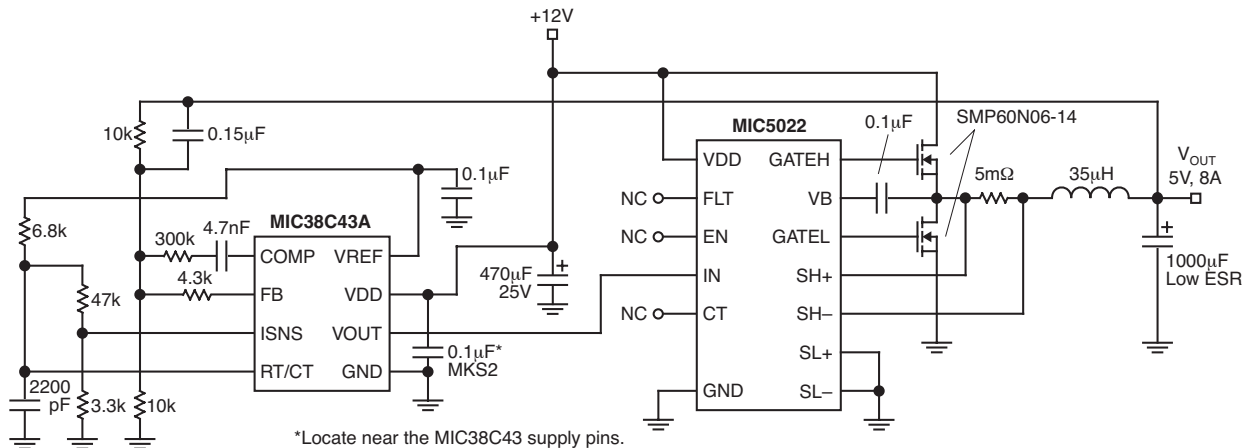 +12V
10k
0.15µF
0.1µF
MIC38C43A
6.8k
4.7nF
300k
4.3k
47k
COMP
FB
ISNS
RT/CT
VREF
VDD
VOUT
GND
2200
pF
3.3k
10k
0.1µF*
MKS2
470µF
25V
MIC5022
VDD
FLT
EN
IN
CT
GND
GATEH
VB
GATEL
SH+
SH–
SL+
SL–
NC
NC
NC
0.1µF
SMP60N06-14
5mΩ
35µH
VOUT
5V, 8A
1000µF
Low ESR
*Locate near the MIC38C43 supply pins.